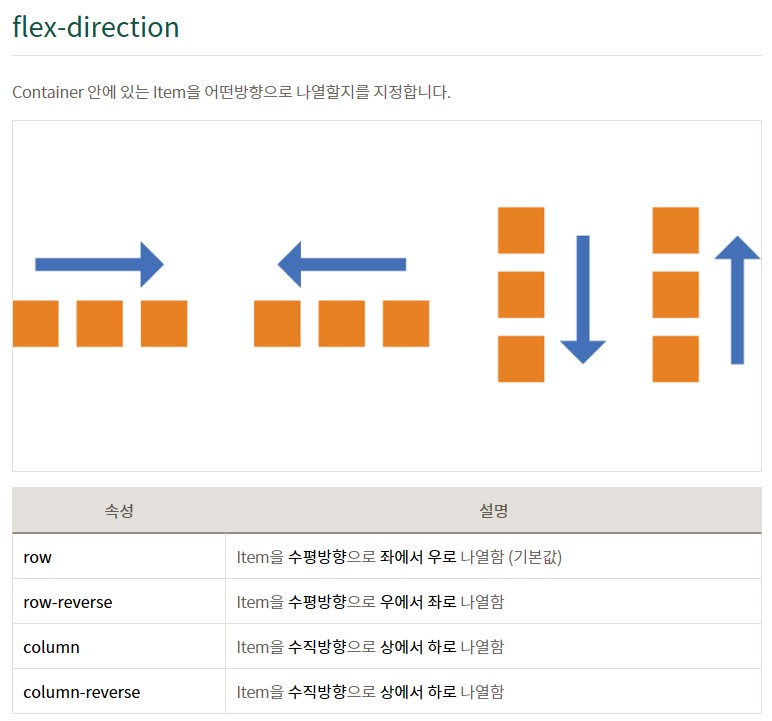 flex-direction
Container 안에 있는 Item을 어떤방향으로 나열할지를 지정합니다.
속성 설명
row Item을 수평방향으로 좌에서 우로 나열함 (기본값)
row-reverse Item을 수평방향으로 우에서 좌로 나열함
column Item을 수직방향으로 상에서 하로 나열함
column-reverse Item을 수직방향으로 상에서 하로 나열함